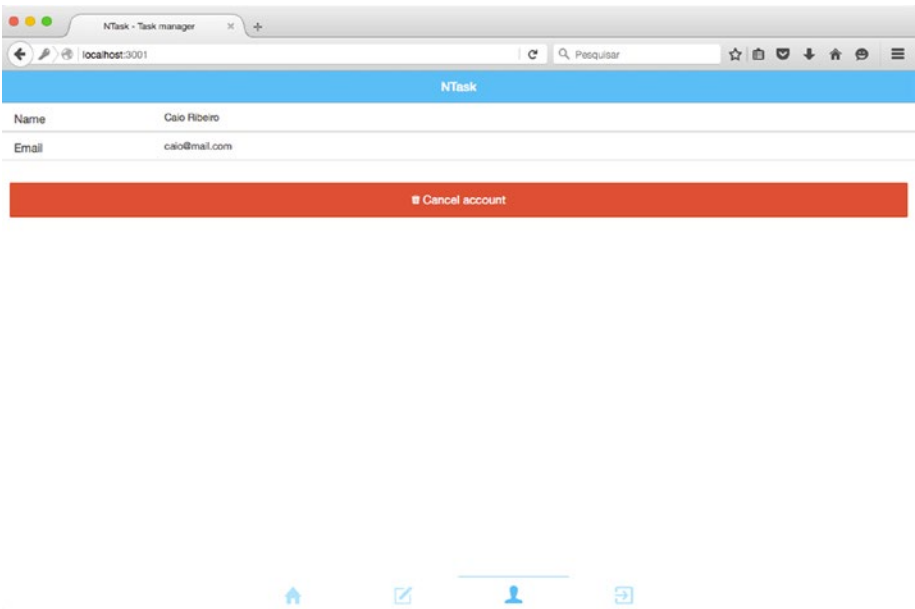 NTask - Task manager
localhost:3001
Pesquisar
NTask
Name Caio Ribeiro
Email caio@mail.com
Cancel account